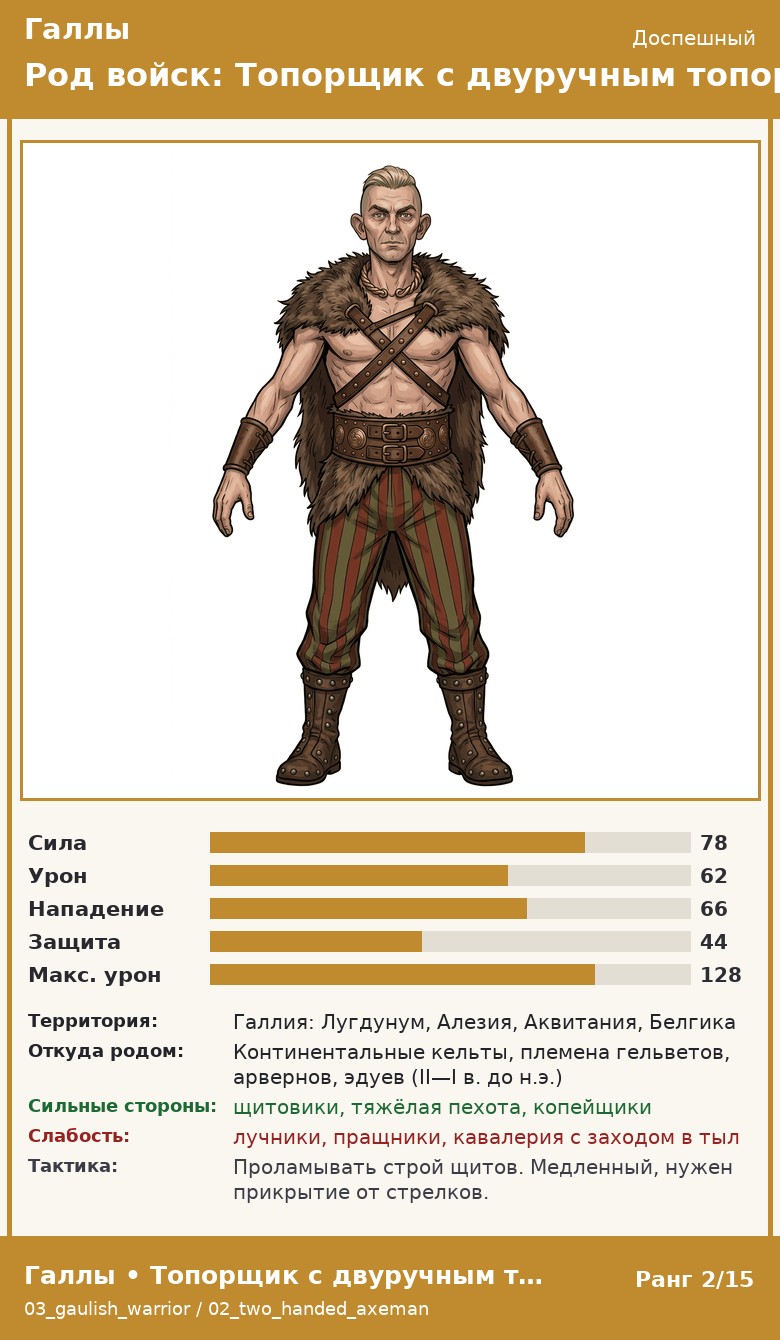 Галлы
Доспешный
Род войск: Топорщик с двуручным топор
Сила 78
Урон 62
Нападение 66
Защита 44
Макс. урон 128
Территория: Галлия: Лугдунум, Алезия, Аквитания, Белгика
Откуда родом: Континентальные кельты, племена гельветов,
арвернов, эдуев (II—I в. до н.э.)
Сильные стороны: щитовики, тяжёлая пехота, копейщики
Слабость: лучники, пращники, кавалерия с заходом в тыл
Тактика: Проламывать строй щитов. Медленный, нужен
прикрытие от стрелков.
Галлы • Топорщик с двуручным т...
Ранг 2/15
03_gaulish_warrior / 02_two_handed_axeman